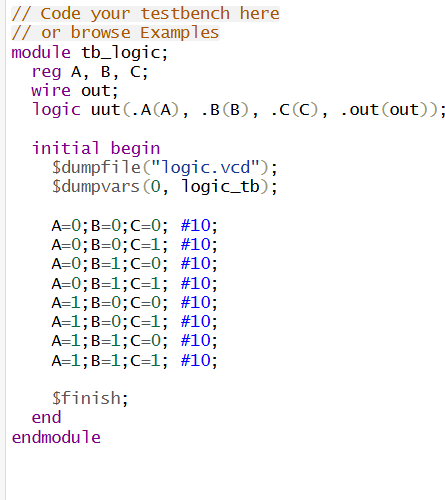 // Code your testbench here
// or browse Examples
module tb_logic;
  reg A, B, C;
  wire out;
  logic uut(.A(A), .B(B), .C(C), .out(out));

  initial begin
    $dumpfile("logic.vcd");
    $dumpvars(0, logic_tb);

    A=0;B=0;C=0; #10;
    A=0;B=0;C=1; #10;
    A=0;B=1;C=0; #10;
    A=0;B=1;C=1; #10;
    A=1;B=0;C=0; #10;
    A=1;B=0;C=1; #10;
    A=1;B=1;C=0; #10;
    A=1;B=1;C=1; #10;

    $finish;
  end
endmodule